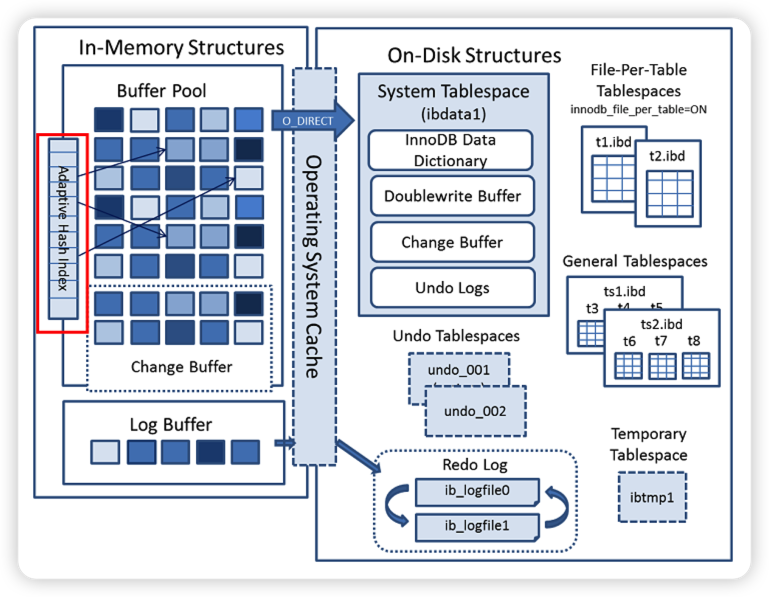 In-Memory Structures
Buffer Pool
Adaptive Hash Index
Change Buffer
Log Buffer
O_DIRECT
Operating System Cache
On-Disk Structures
System Tablespace
(ibdata1)
InnoDB Data
Dictionary
Doublewrite Buffer
Change Buffer
Undo Logs
Undo Tablespaces
undo_001
undo_002
Redo Log
ib_logfile0
ib_logfile1
File-Per-Table
Tablespaces
innodb_file_per_table=ON
t1.ibd
t2.ibd
General Tablespaces
ts1.ibd
t3 t4 t5
ts2.ibd
t6 t7 t8
Temporary
Tablespace
ibtmp1